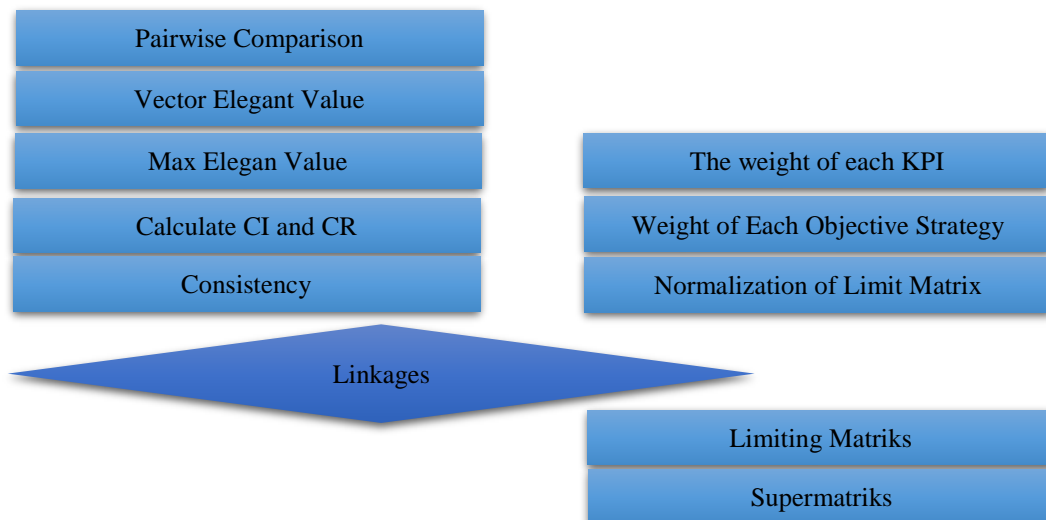 Pairwise Comparison
Vector Elegant Value
Max Elegan Value
Calculate CI and CR
Consistency
Linkages
The weight of each KPI
Weight of Each Objective Strategy
Normalization of Limit Matrix
Limiting Matriks
Supermatriks